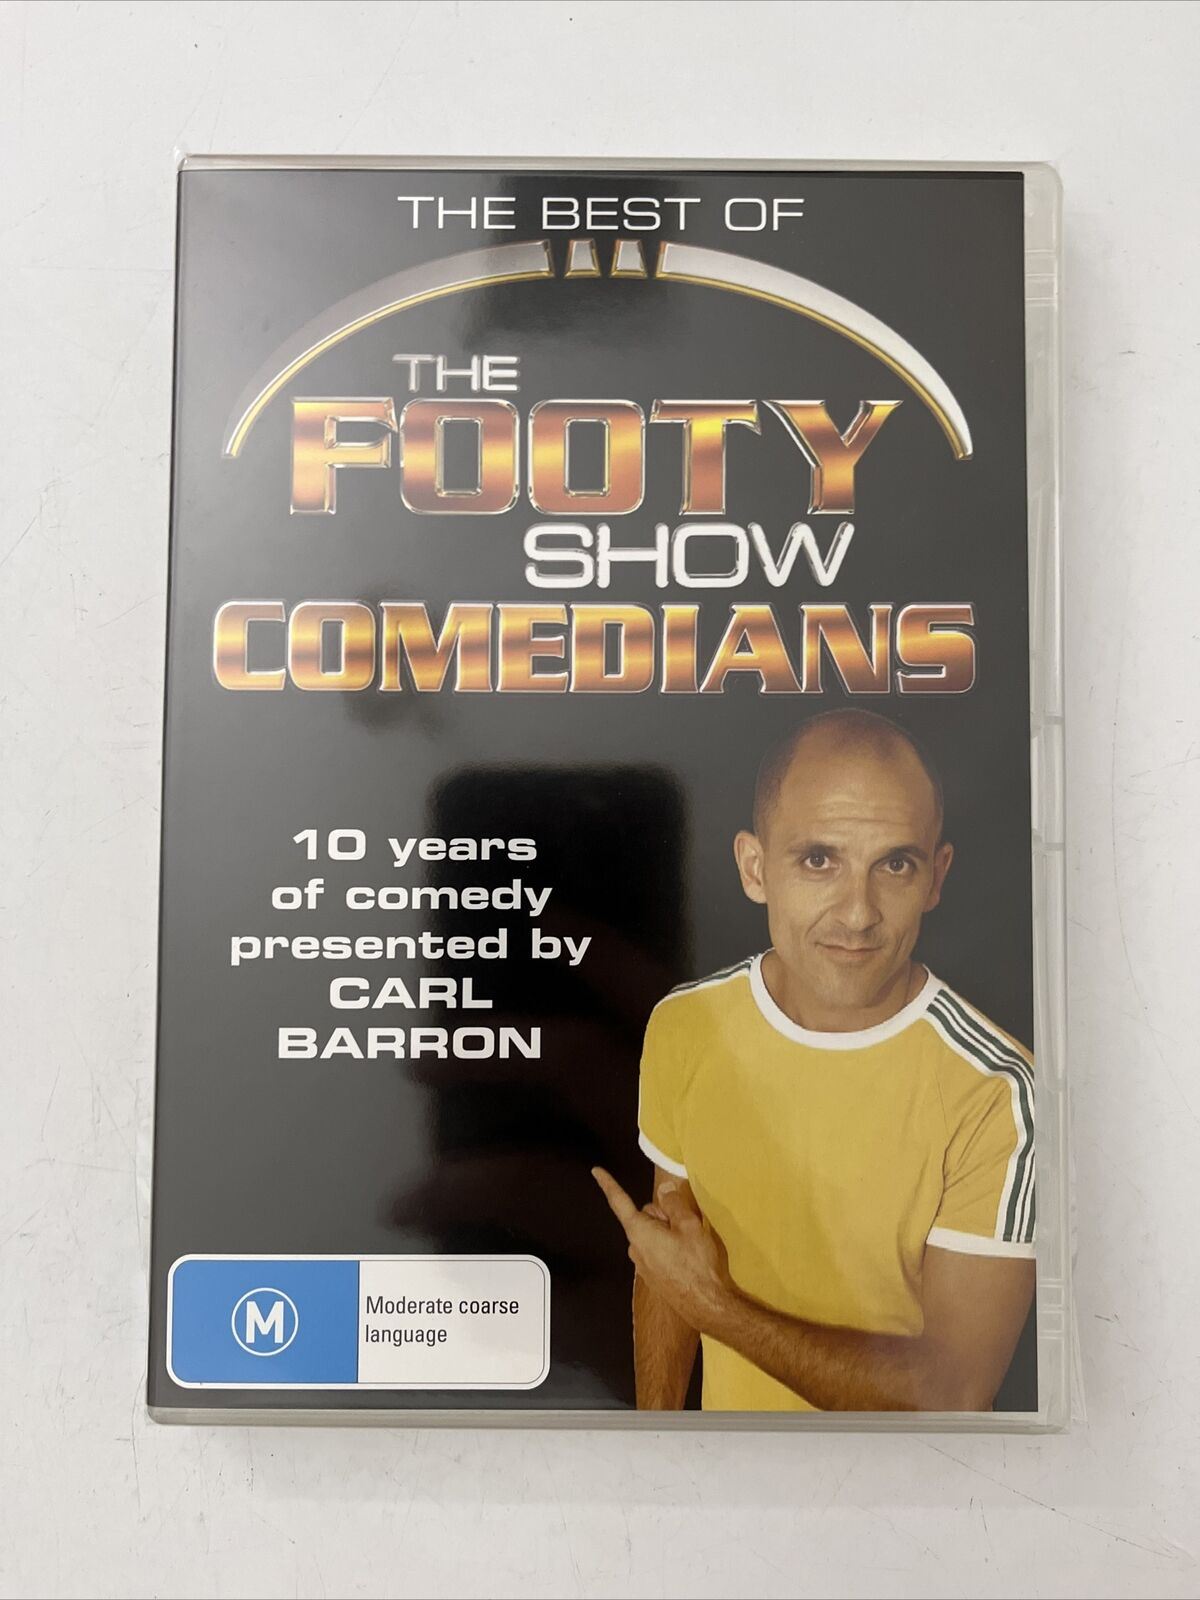 THE BEST OF
THE
FOOTY
SHOW
COMEDIANS
10 years
of comedy
presented by
CARL
BARRON
M
Moderate coarse
language